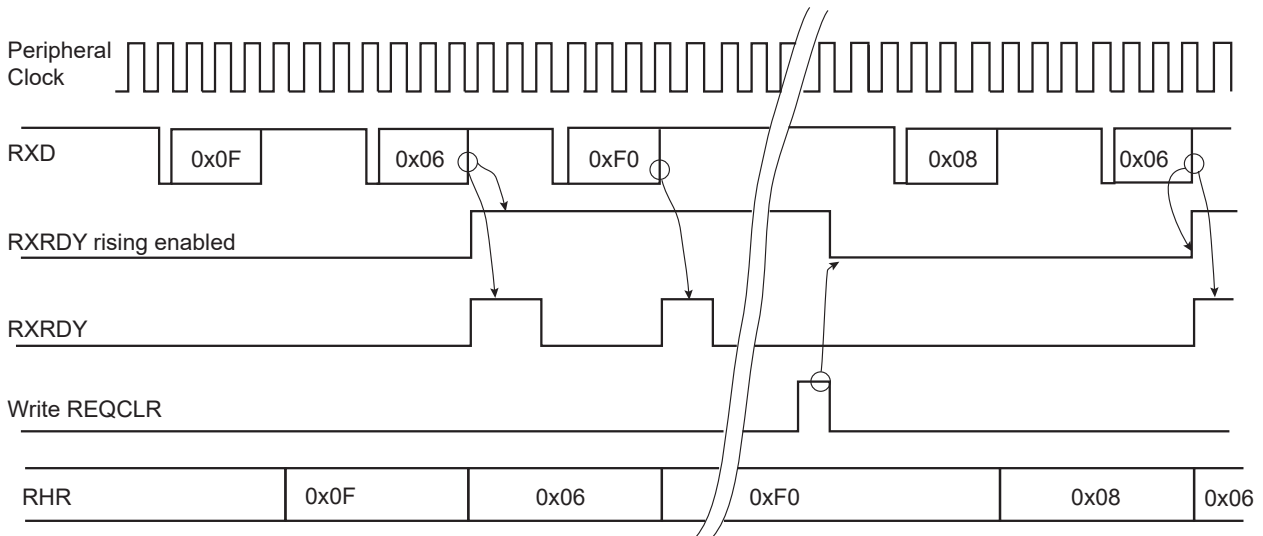 Peripheral
Clock
RXD
0x0F
0x06
0xF0
0x08
0x06
RXRDY rising enabled
RXRDY
Write REQCLR
RHR
0x0F
0x06
0xF0
0x08
0x06